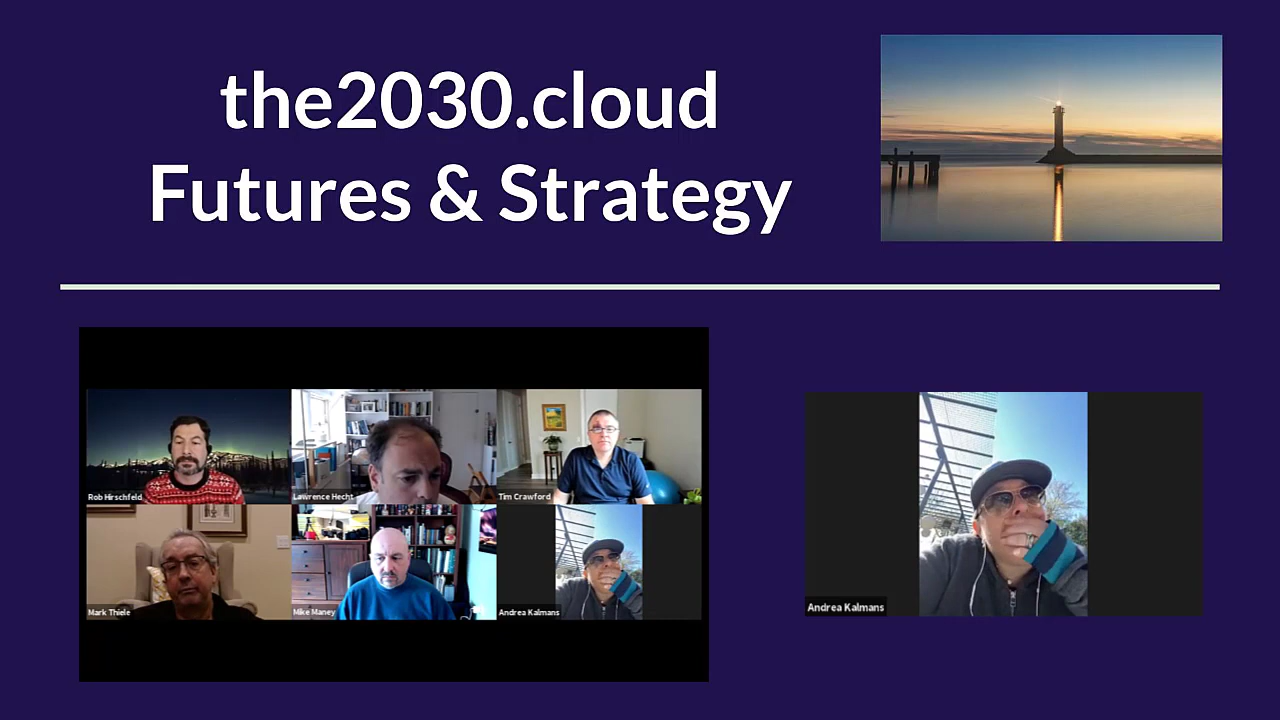 the2030.cloud
Futures & Strategy
Rob Hirschfeld
Lawrence Hecht
Tim Crawford
Mark Thiele
Mike Maney
Andrea Kalmans
Andrea Kalmans